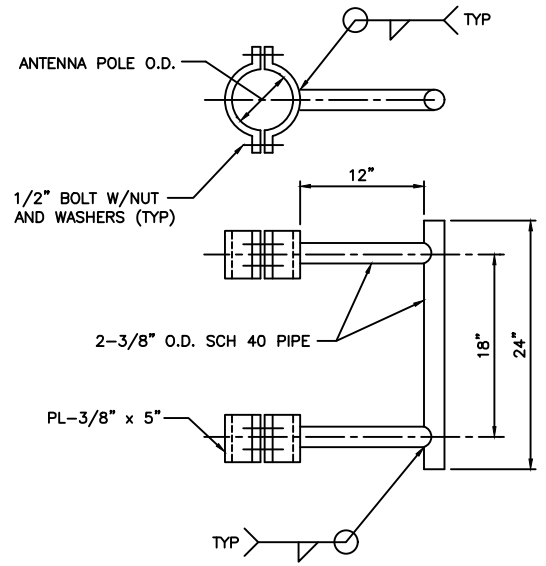 TYP
ANTENNA POLE O.D.
1/2" BOLT W/NUT
AND WASHERS (TYP)
12"
2-3/8" O.D. SCH 40 PIPE
18"
24"
PL-3/8" x 5"
TYP